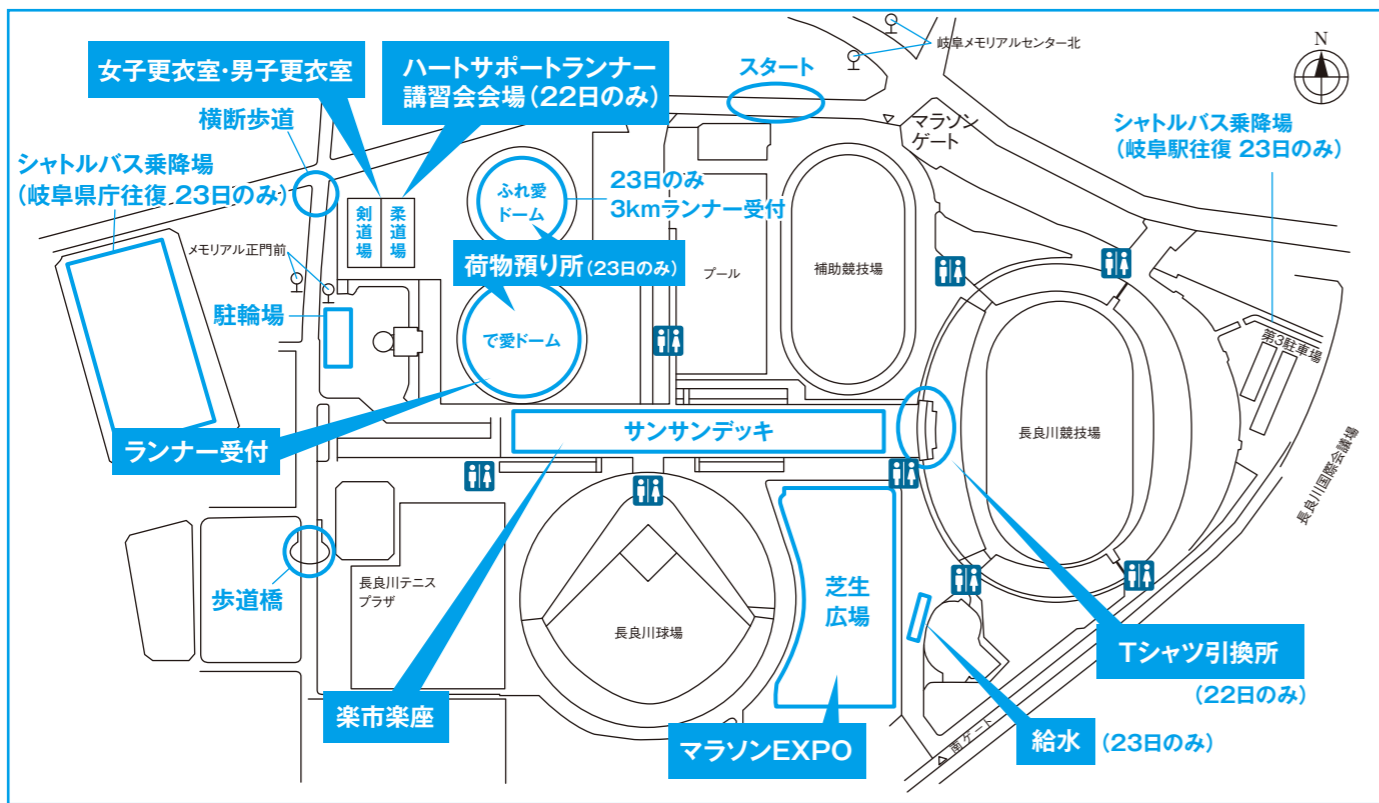 岐阜メモリアルセンター北
N
スタート
女子更衣室・男子更衣室
ハートサポートランナー
講習会会場(22日のみ)
横断歩道
マラソン
ゲート
シャトルバス乗降場
(岐阜駅往復 23日のみ)
シャトルバス乗降場
(岐阜県庁往復 23日のみ)
ふれ愛
ドーム
23日のみ
3kmランナー受付
剣道場
柔道場
メモリアル正門前
荷物預り所(23日のみ)
プール
補助競技場
駐輪場
で愛ドーム
第3駐車場
ランナー受付
サンサンデッキ
長良川競技場
長良川国際会議場
長良川テニス
プラザ
歩道橋
長良川球場
芝生
広場
Tシャツ引換所
(22日のみ)
楽市楽座
マラソンEXPO
給水 (23日のみ)
南ゲート